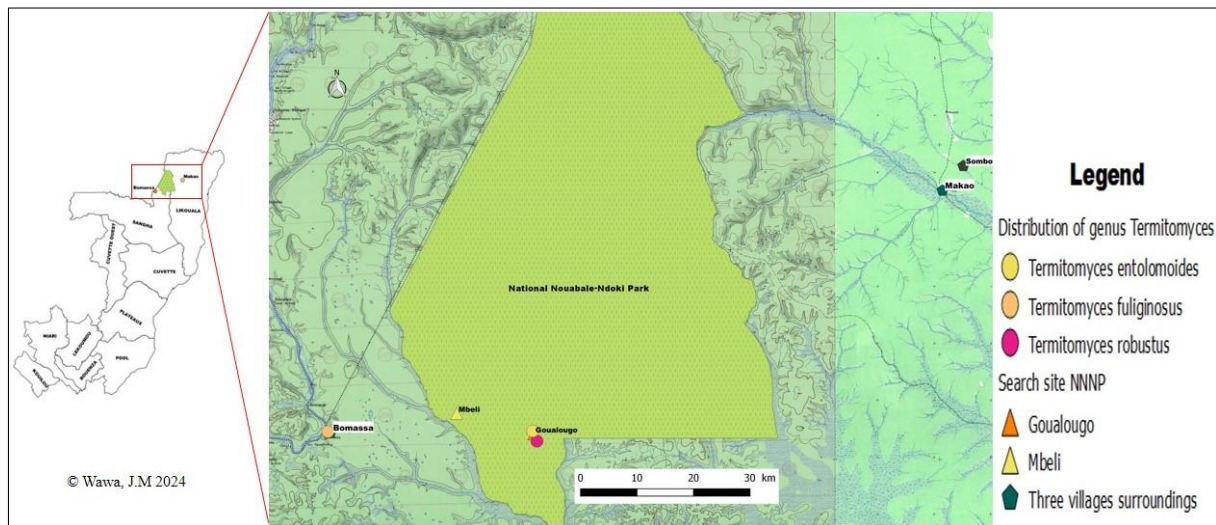 Bomassa
Makao
LIKOUALA
SANGHA
CUVETTE OUEST
CUVETTE
PLATEAUX
NIARI
LEKOUMOU
BOUENZA
POOL
KOUILOU
© Wawa, J.M 2024
N
Sombo
Makao
National Nouabale-Ndoki Park
Mbeli
Bomassa
Goualougo
0 10 20 30 km
Legend
Distribution of genus Termitomyces
Termitomyces entolomoides
Termitomyces fuliginosus
Termitomyces robustus
Search site NNNP
Goualougo
Mbeli
Three villages surroundings